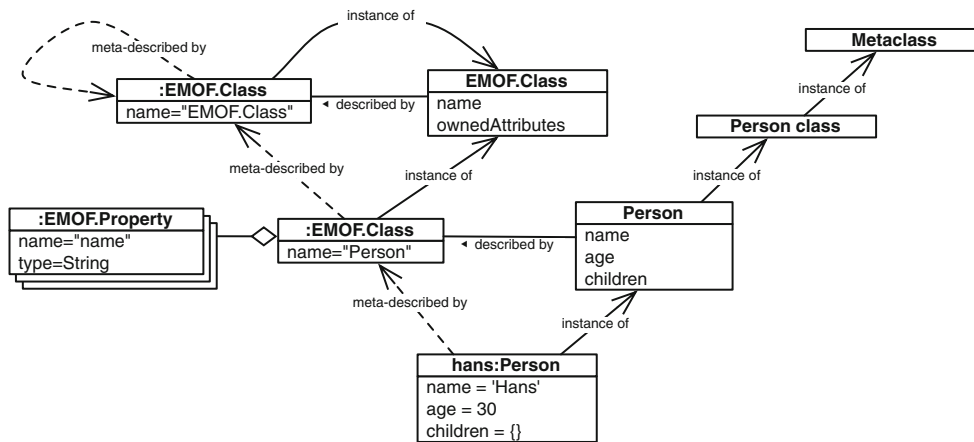 instance of
meta-described by
Metaclass
:EMOF.Class
name="EMOF.Class"
◄ described by
EMOF.Class
name
ownedAttributes
instance of
Person class
meta-described by
instance of
instance of
:EMOF.Property
name="name"
type=String
:EMOF.Class
name="Person"
◄ described by
Person
name
age
children
meta-described by
instance of
hans:Person
name = 'Hans'
age = 30
children = {}